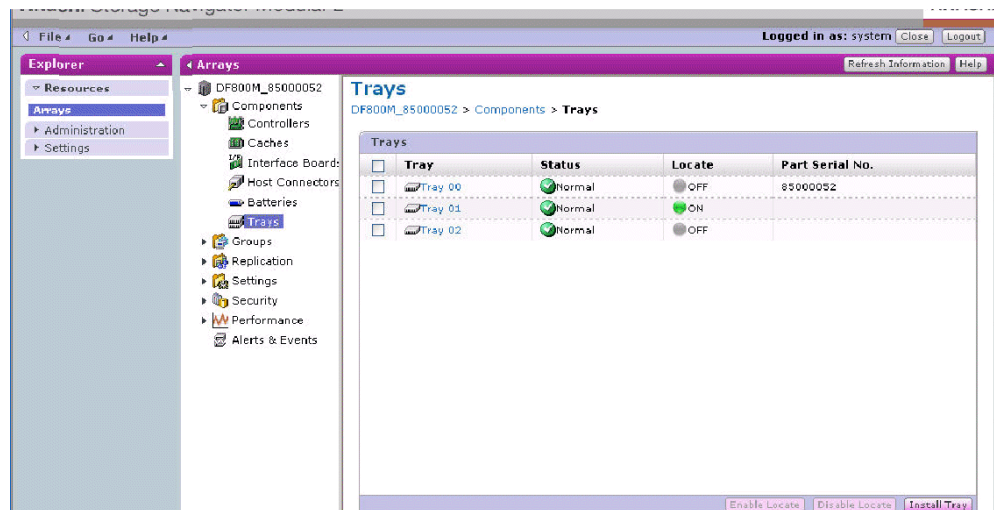 File Go Help Logged in as: system Close Logout
Explorer
Resources
Arrays
Administration
Settings
Arrays Refresh Information Help
DF800M_85000052
Components
Controllers
Caches
Interface Board
Host Connectors
Batteries
Trays
Groups
Replication
Settings
Security
Performance
Alerts & Events
Trays
DF800M_85000052 > Components > Trays
Trays
Tray Status Locate Part Serial No.
Tray 00 Normal OFF 85000052
Tray 01 Normal ON
Tray 02 Normal OFF
Enable Locate Disable Locate Install Tray